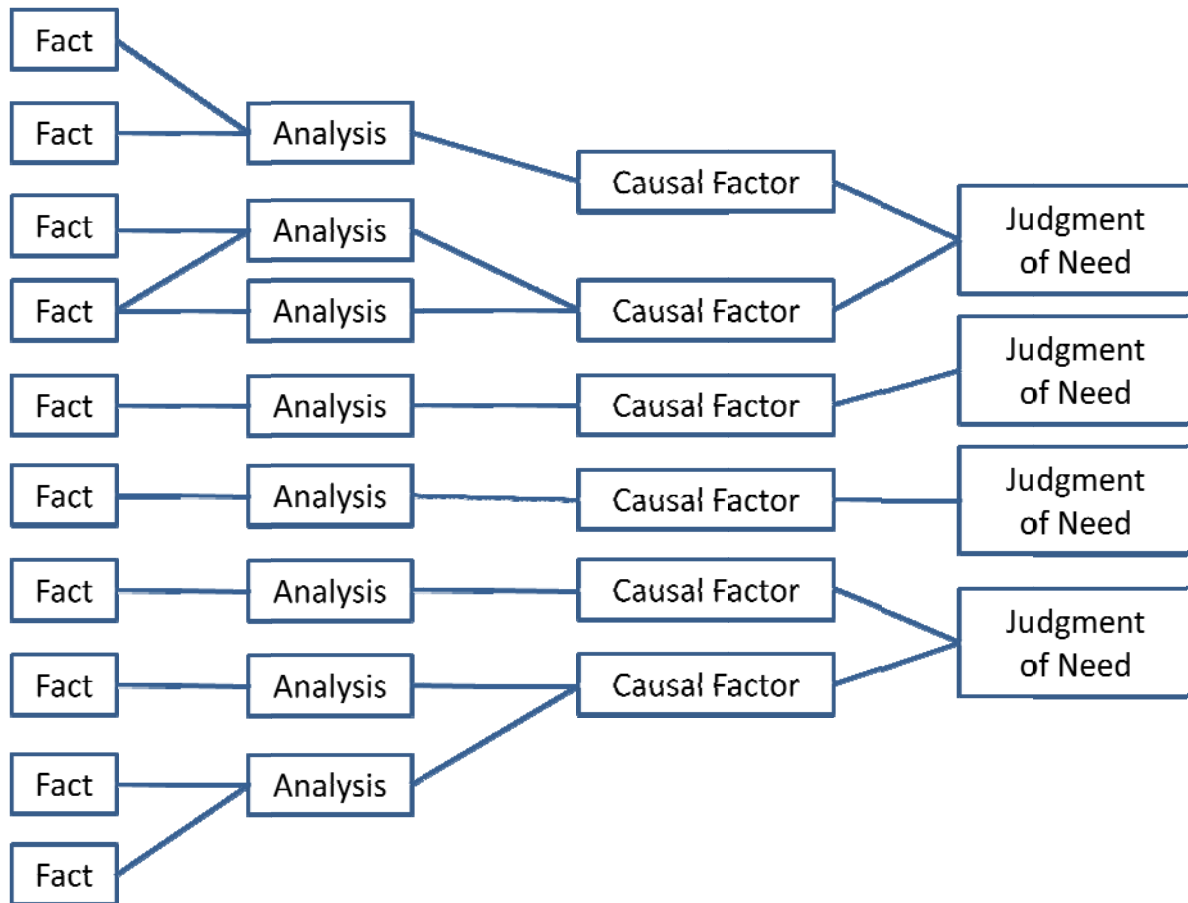 Fact
Fact
Analysis
Causal Factor
Fact
Analysis
Judgment
of Need
Fact
Analysis
Causal Factor
Judgment
of Need
Fact
Analysis
Causal Factor
Fact
Analysis
Causal Factor
Judgment
of Need
Fact
Analysis
Causal Factor
Judgment
of Need
Fact
Analysis
Causal Factor
Fact
Analysis
Fact